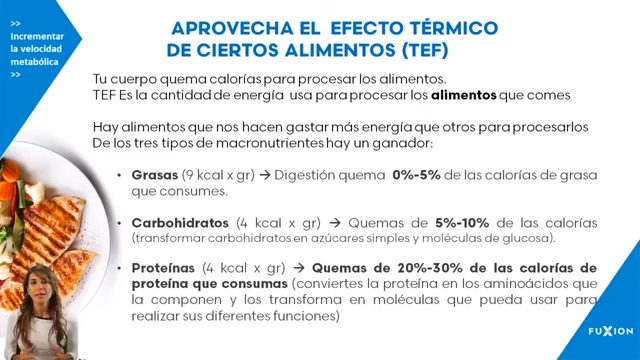 >>
Incrementar
la velocidad
metabólica
>>
APROVECHA EL EFECTO TÉRMICO
DE CIERTOS ALIMENTOS (TEF)
Tu cuerpo quema calorías para procesar los alimentos.
TEF Es la cantidad de energía usa para procesar los alimentos que comes
Hay alimentos que nos hacen gastar más energía que otros para procesarlos
De los tres tipos de macronutrientes hay un ganador:
• Grasas (9 kcal x gr) → Digestión quema 0%-5% de las calorías de grasa
que consumes.
• Carbohidratos (4 kcal x gr) → Quemas de 5%-10% de las calorías
(transformar carbohidratos en azúcares simples y moléculas de glucosa).
• Proteínas (4 kcal x gr) → Quemas de 20%-30% de las calorías de
proteína que consumas (conviertes la proteína en los aminoácidos que
la componen y los transforma en moléculas que pueda usar para
realizar sus diferentes funciones)
FUXION